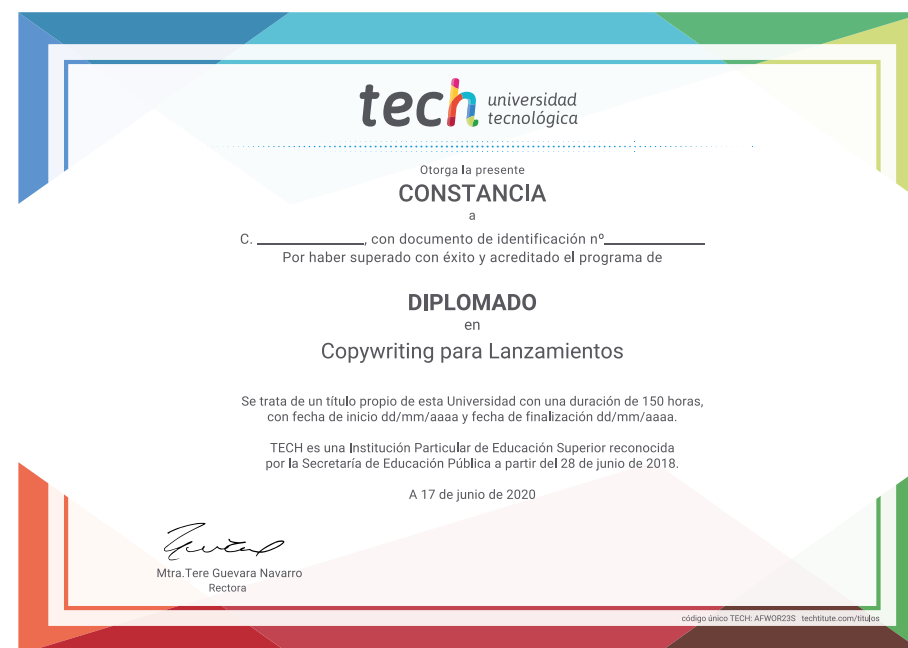 tech universidad
tecnológica
Otorga la presente
CONSTANCIA
a
C. ____________, con documento de identificación nº____________
Por haber superado con éxito y acreditado el programa de
DIPLOMADO
en
Copywriting para Lanzamientos
Se trata de un título propio de esta Universidad con una duración de 150 horas,
con fecha de inicio dd/mm/aaaa y fecha de finalización dd/mm/aaaa.
TECH es una Institución Particular de Educación Superior reconocida
por la Secretaría de Educación Pública a partir del 28 de junio de 2018.
A 17 de junio de 2020
Mtra.Tere Guevara Navarro
Rectora
código único TECH: AFWOR23S techtitute.com/titulos